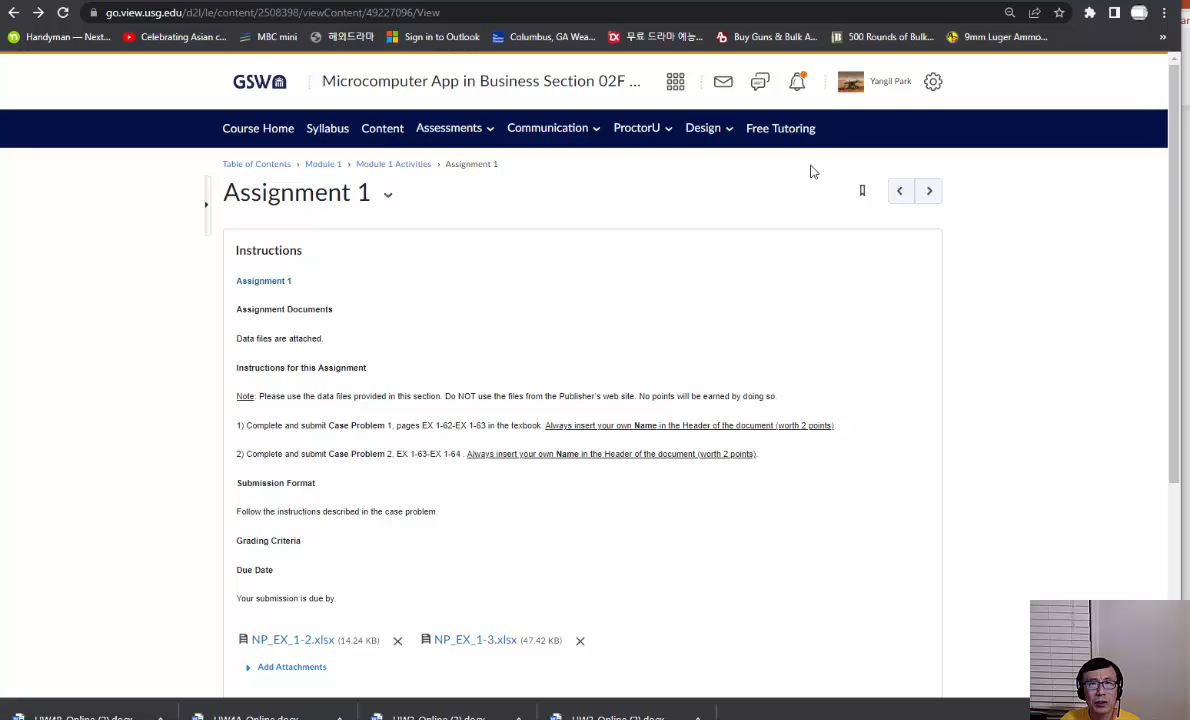 go.view.usg.edu/d2l/le/content/2508398/viewContent/49227096/View
Handyman — Next... Celebrating Asian c... MBC mini 해외드라마 Sign in to Outlook Columbus, GA Wea... 무료 드라마 예능... Buy Guns & Bulk A... 500 Rounds of Bulk... 9mm Luger Ammo... »
GSW Microcomputer App in Business Section 02F ... Yangil Park
Course Home Syllabus Content Assessments Communication ProctorU Design Free Tutoring
Table of Contents › Module 1 › Module 1 Activities › Assignment 1
Assignment 1
Instructions
Assignment 1
Assignment Documents
Data files are attached.
Instructions for this Assignment
Note: Please use the data files provided in this section. Do NOT use the files from the Publisher's web site. No points will be earned by doing so.
1) Complete and submit Case Problem 1, pages EX 1-62-EX 1-63 in the texbook. Always insert your own Name in the Header of the document (worth 2 points).
2) Complete and submit Case Problem 2, EX 1-63-EX 1-64 . Always insert your own Name in the Header of the document (worth 2 points).
Submission Format
Follow the instructions described in the case problem.
Grading Criteria
Due Date
Your submission is due by.
NP_EX_1-2.xlsx (14.24 KB) NP_EX_1-3.xlsx (47.42 KB)
Add Attachments